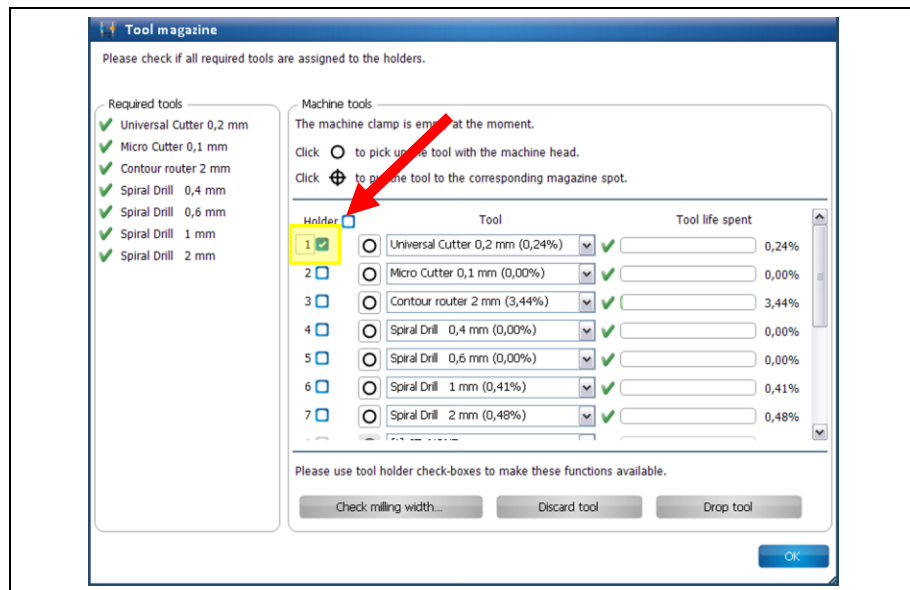 Tool magazine
Please check if all required tools are assigned to the holders.
Required tools
Universal Cutter 0,2 mm
Micro Cutter 0,1 mm
Contour router 2 mm
Spiral Drill 0,4 mm
Spiral Drill 0,6 mm
Spiral Drill 1 mm
Spiral Drill 2 mm
Machine tools
The machine clamp is empty at the moment.
Click to pick up the tool with the machine head.
Click to put the tool to the corresponding magazine spot.
Holder Tool Tool life spent
1 Universal Cutter 0,2 mm (0,24%) 0,24%
2 Micro Cutter 0,1 mm (0,00%) 0,00%
3 Contour router 2 mm (3,44%) 3,44%
4 Spiral Drill 0,4 mm (0,00%) 0,00%
5 Spiral Drill 0,6 mm (0,00%) 0,00%
6 Spiral Drill 1 mm (0,41%) 0,41%
7 Spiral Drill 2 mm (0,48%) 0,48%
Please use tool holder check-boxes to make these functions available.
Check milling width... Discard tool Drop tool
OK